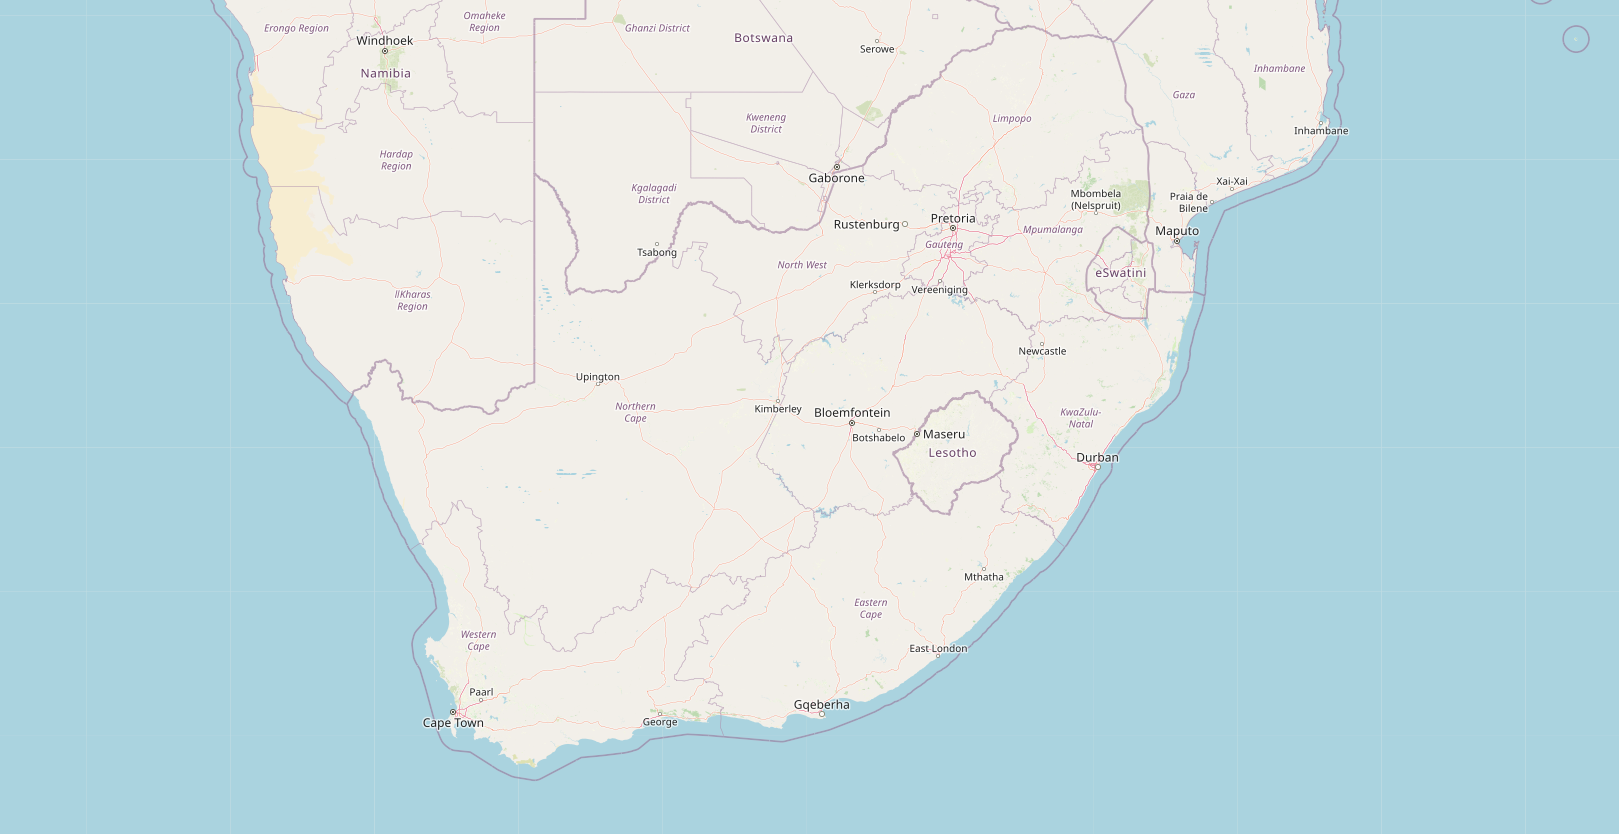 Erongo Region
Omaheke
Region
Ghanzi District
Botswana
Windhoek
Serowe
Namibia
Inhambane
Gaza
Kweneng
District
Limpopo
Inhambane
Hardap
Region
Gaborone
Xai-Xai
Kgalagadi
District
Mbombela
(Nelspruit)
Praia de
Bilene
Rustenburg
Pretoria
Mpumalanga
Maputo
Gauteng
Tsabong
North West
eSwatini
Klerksdorp
Vereeniging
llKharas
Region
Newcastle
Upington
Northern
Cape
Kimberley
Bloemfontein
KwaZulu-
Natal
Botshabelo
Maseru
Lesotho
Durban
Mthatha
Eastern
Cape
Western
Cape
East London
Paarl
Gqeberha
Cape Town
George